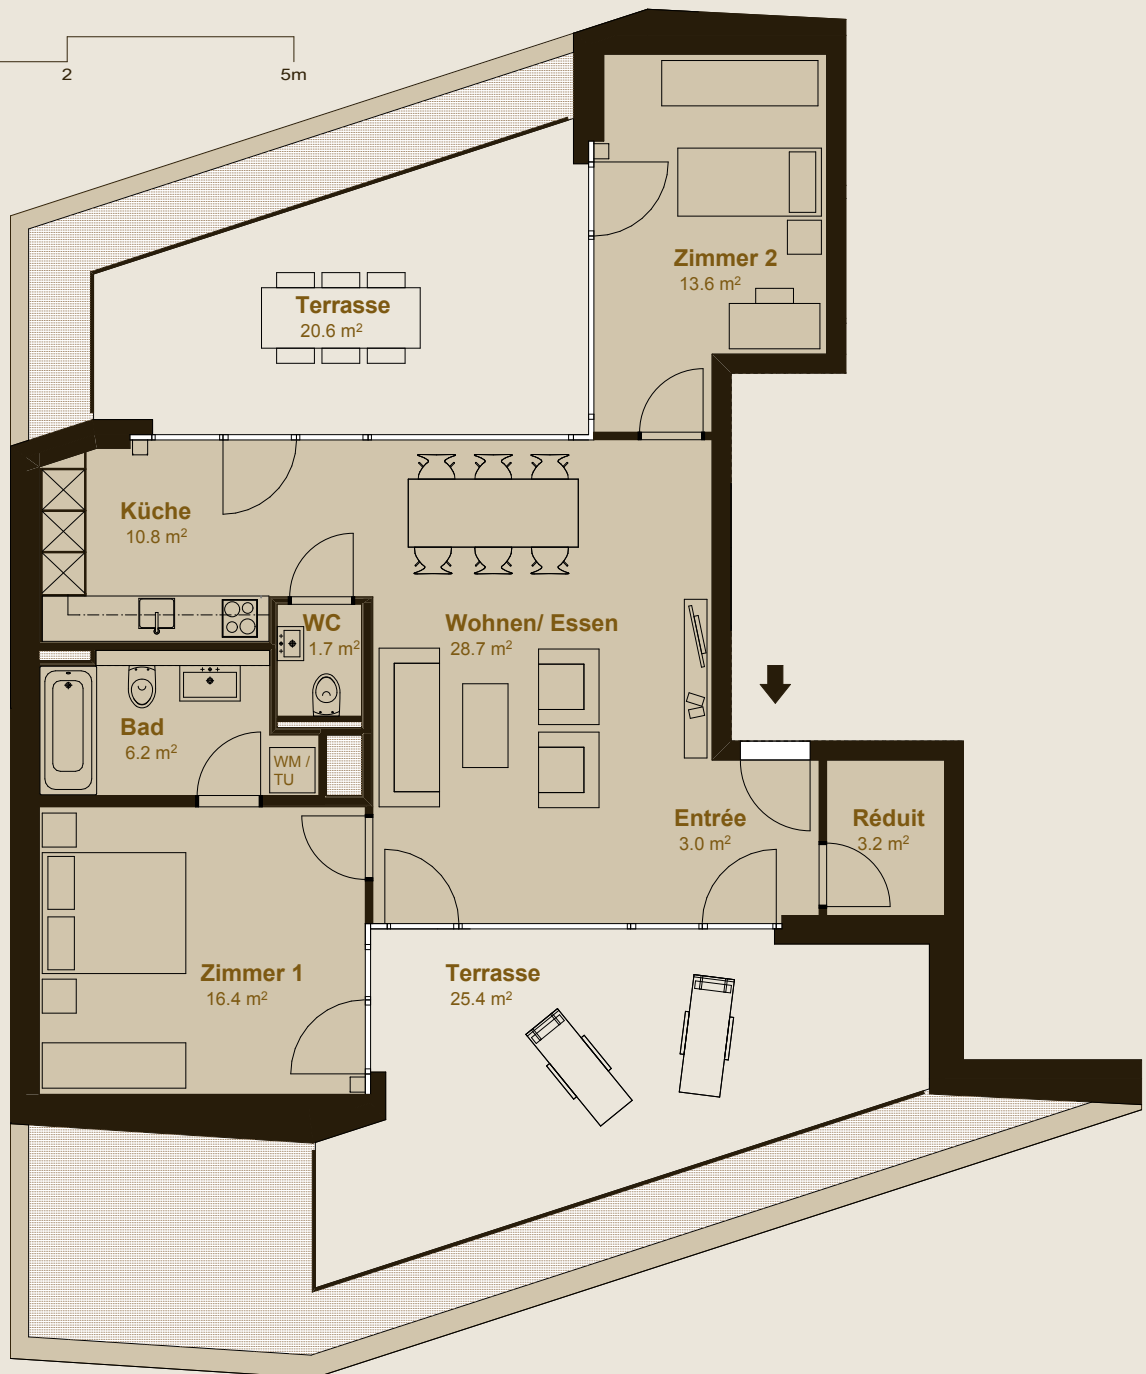 2 5m
Zimmer 2
13.6 m²
Terrasse
20.6 m²
Küche
10.8 m²
WC
1.7 m²
Wohnen/ Essen
28.7 m²
Bad
6.2 m²
WM /
TU
Entrée
3.0 m²
Réduit
3.2 m²
Zimmer 1
16.4 m²
Terrasse
25.4 m²